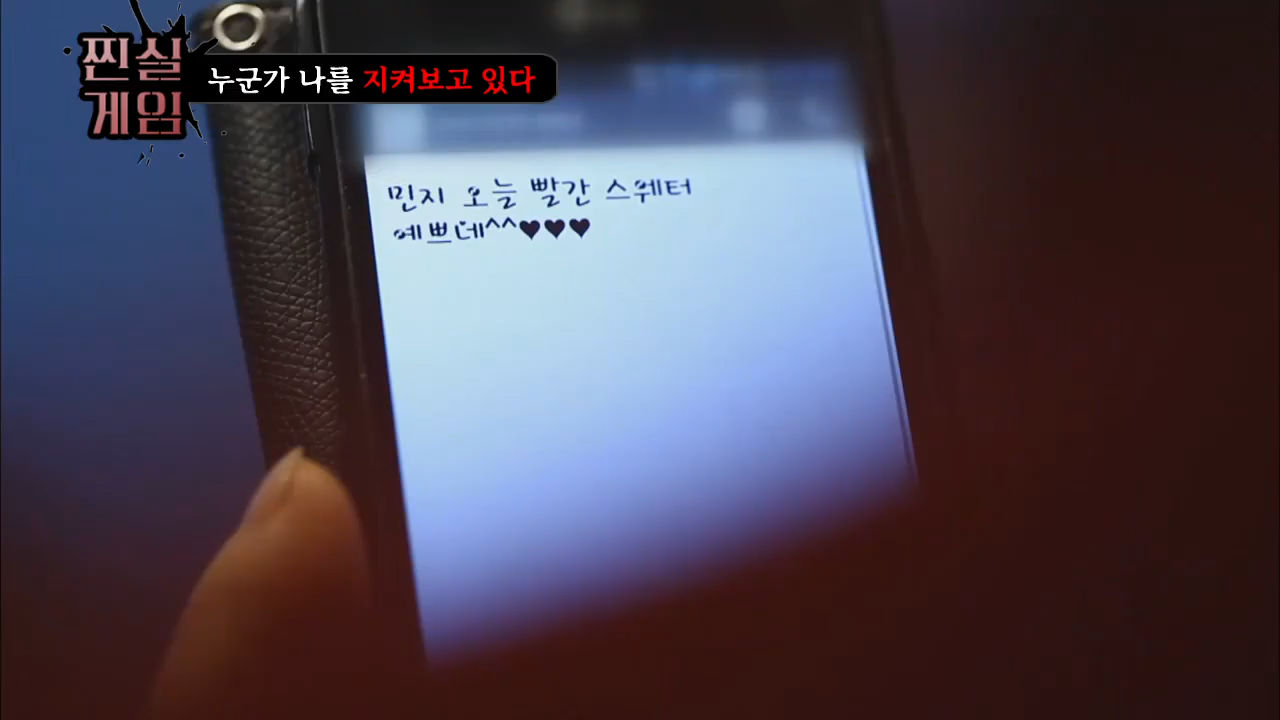 찐실
게임
누군가 나를 지켜보고 있다
민지 오늘 빨간 스웨터
예쁘네^^♥♥♥